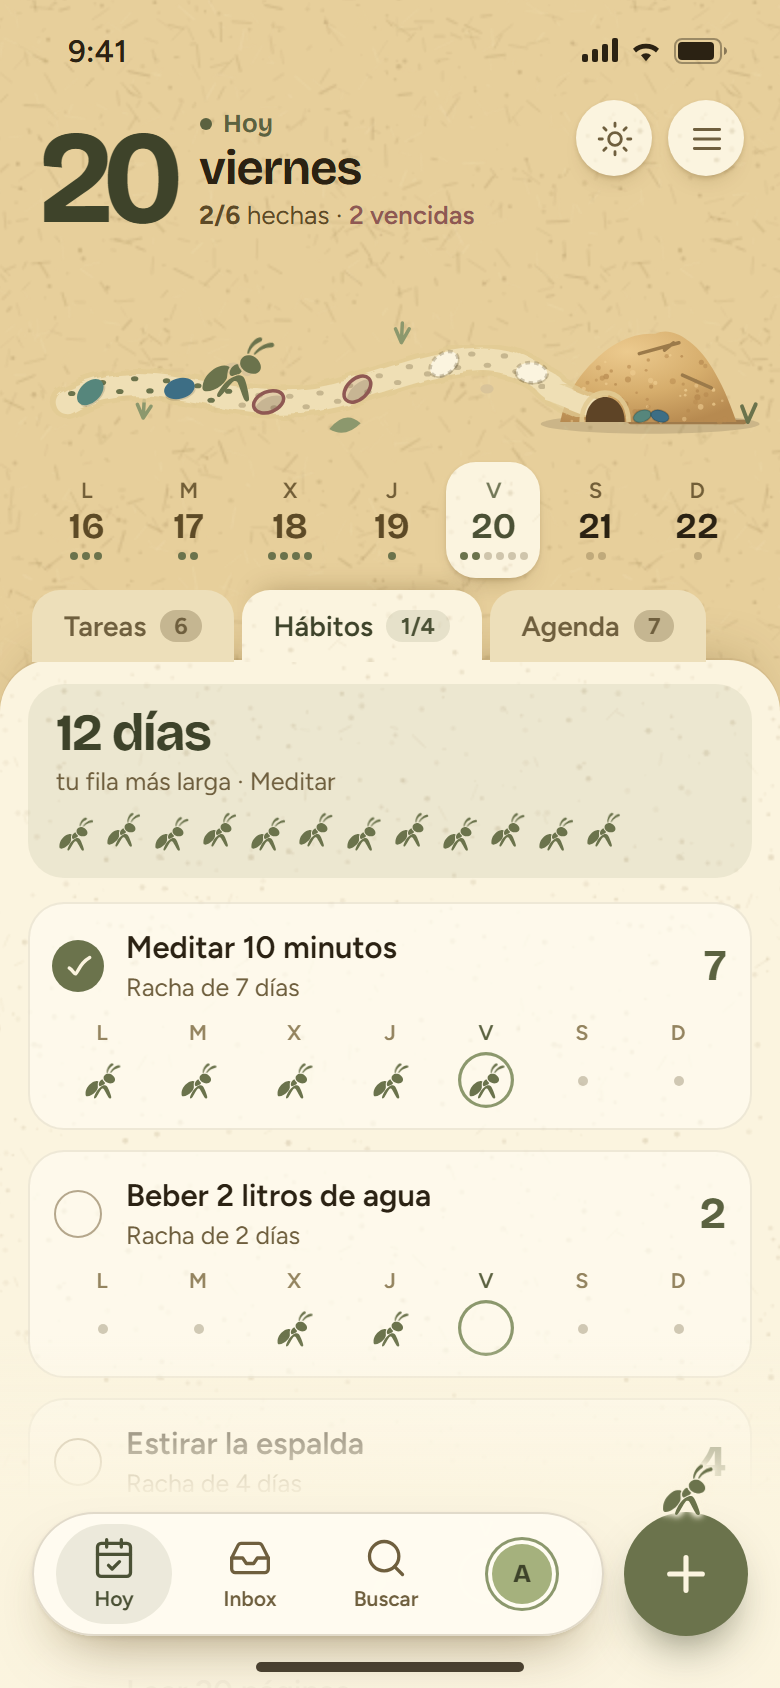 9:41
20
Hoy
viernes
2/6 hechas · 2 vencidas
L M X J V S D
16 17 18 19 20 21 22
Tareas 6 Hábitos 1/4 Agenda 7
12 días
tu fila más larga · Meditar
Meditar 10 minutos
7
Racha de 7 días
L M X J V S D
Beber 2 litros de agua
2
Racha de 2 días
L M X J V S D
Estirar la espalda
4
Racha de 4 días
A
Hoy Inbox Buscar